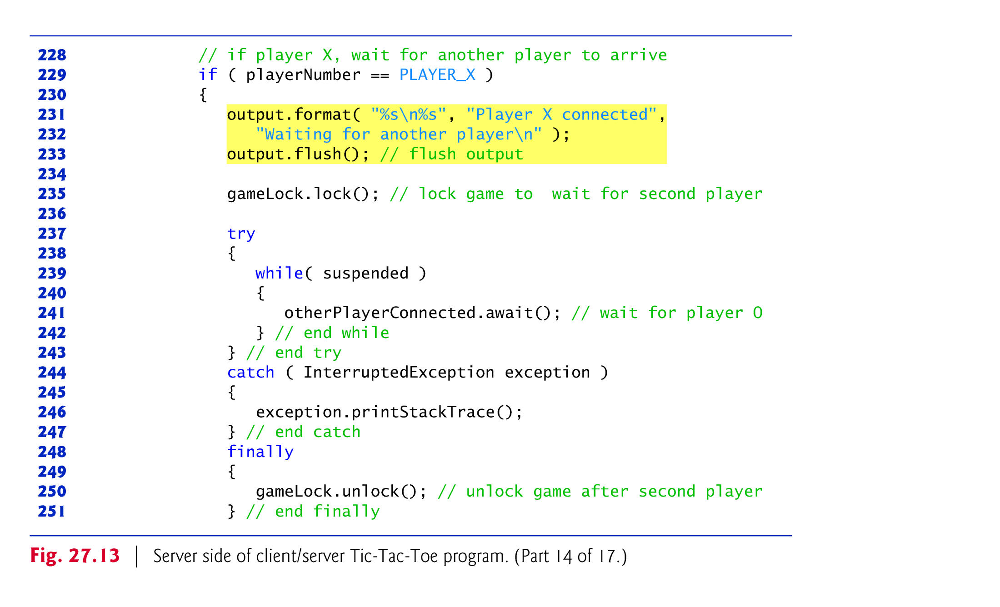 228 // if player X, wait for another player to arrive
229 if ( playerNumber == PLAYER_X )
230 {
231 output.format( "%s\n%s", "Player X connected",
232 "Waiting for another player\n" );
233 output.flush(); // flush output
234
235 gameLock.lock(); // lock game to  wait for second player
236
237 try
238 {
239 while( suspended )
240 {
241 otherPlayerConnected.await(); // wait for player O
242 } // end while
243 } // end try
244 catch ( InterruptedException exception )
245 {
246 exception.printStackTrace();
247 } // end catch
248 finally
249 {
250 gameLock.unlock(); // unlock game after second player
251 } // end finally
Fig. 27.13 | Server side of client/server Tic-Tac-Toe program. (Part 14 of 17.)